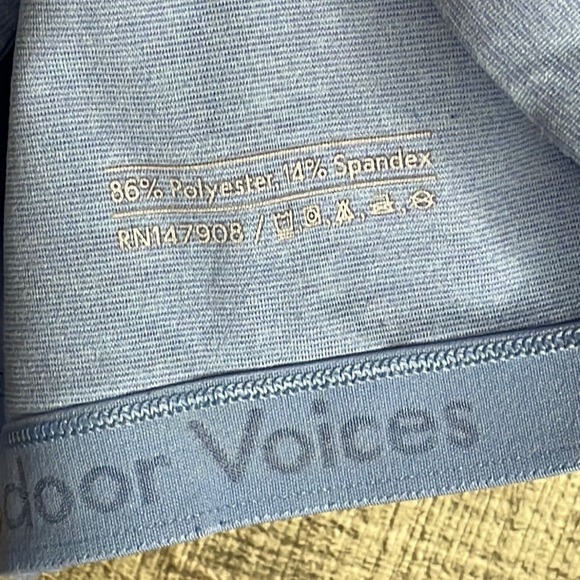 86% Polyester, 14% Spandex
RN147908 /
door Voices